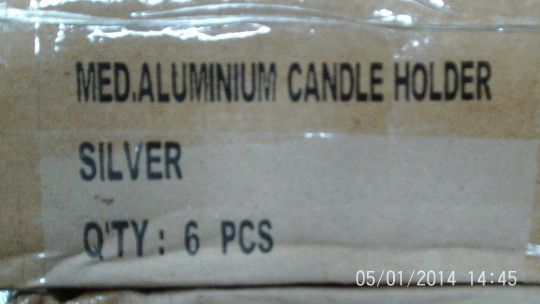 MED.ALUMINIUM CANDLE HOLDER
SILVER
Q'TY: 6 PCS
05/01/2014 14:45